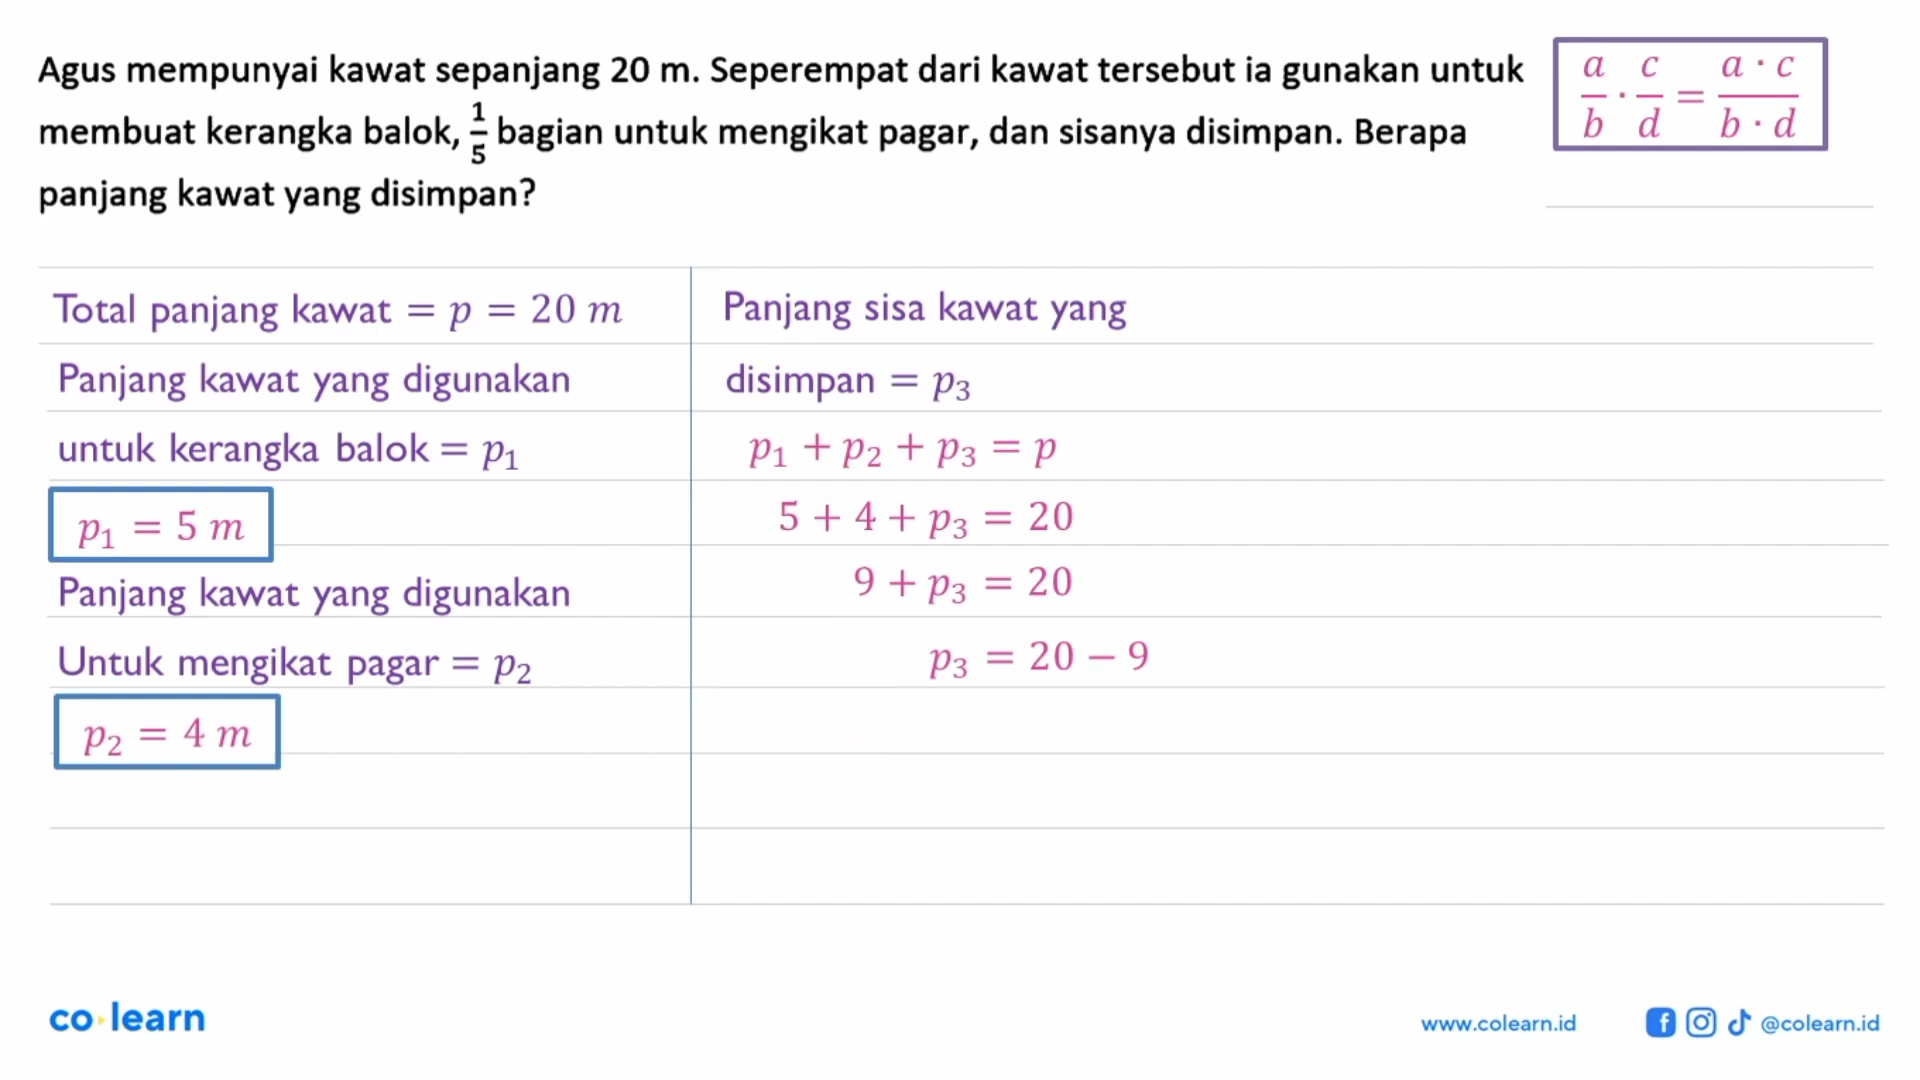 Agus mempunyai kawat sepanjang 20 m. Seperempat dari kawat tersebut ia gunakan untuk
membuat kerangka balok, 1/5 bagian untuk mengikat pagar, dan sisanya disimpan. Berapa
panjang kawat yang disimpan?
a/b · c/d = a · c / b · d
Total panjang kawat = p = 20 m
Panjang kawat yang digunakan
untuk kerangka balok = p₁
p₁ = 5 m
Panjang kawat yang digunakan
Untuk mengikat pagar = p₂
p₂ = 4 m
Panjang sisa kawat yang
disimpan = p₃
p₁ + p₂ + p₃ = p
5 + 4 + p₃ = 20
9 + p₃ = 20
p₃ = 20 − 9
co learn
www.colearn.id
@colearn.id